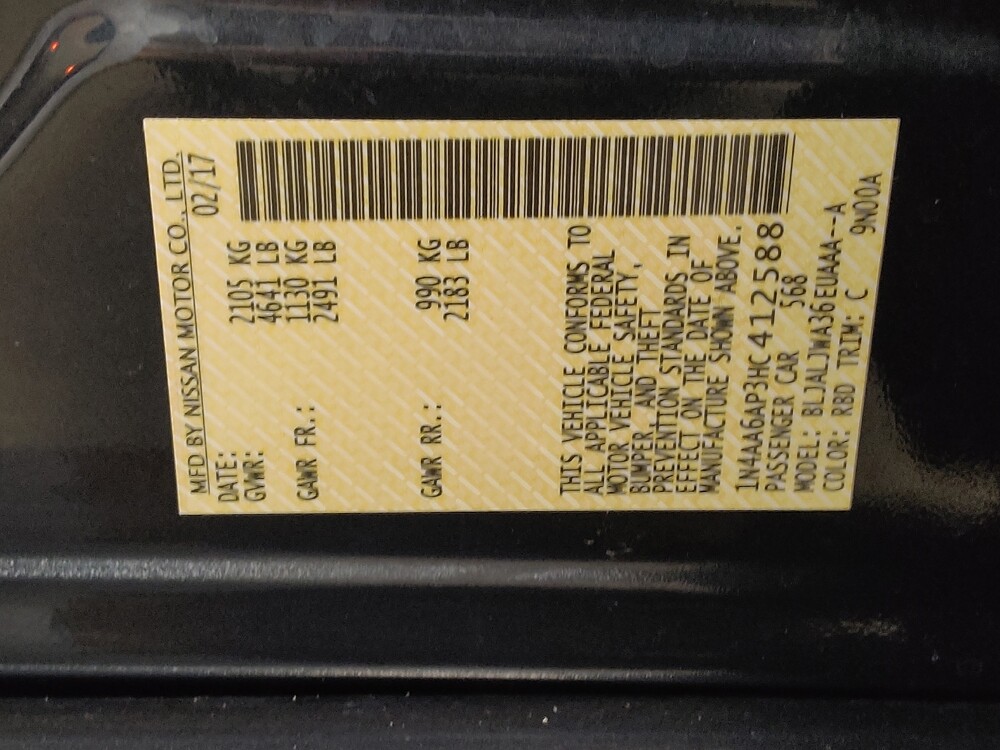 MFD BY NISSAN MOTOR CO., LTD.
DATE: 02/17
GVWR: 2105 KG
4641 LB
GAWR FR.: 1130 KG
2491 LB
GAWR RR.: 990 KG
2183 LB
THIS VEHICLE CONFORMS TO
ALL APPLICABLE FEDERAL
MOTOR VEHICLE SAFETY,
BUMPER, AND THEFT
PREVENTION STANDARDS IN
EFFECT ON THE DATE OF
MANUFACTURE SHOWN ABOVE.
1N4AA6AP3HC412588
PASSENGER CAR 568
MODEL: BLJALJWA36EUAAA--A
COLOR: RBD TRIM: C 9N00A